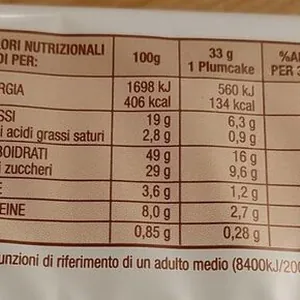 ORI NUTRIZIONALI 100g 33 g %A
DI PER: 1 Plumcake PER 3
RGIA 1698 kJ 560 kJ
406 kcal 134 kcal
SSI 19 g 6,3 g
i acidi grassi saturi 2,8 g 0,9 g
BOIDRATI 49 g 16 g
i zuccheri 29 g 9,6 g
E 3,6 g 1,2 g
EINE 8,0 g 2,7 g
0,85 g 0,28 g
unzioni di riferimento di un adulto medio (8400kJ/200